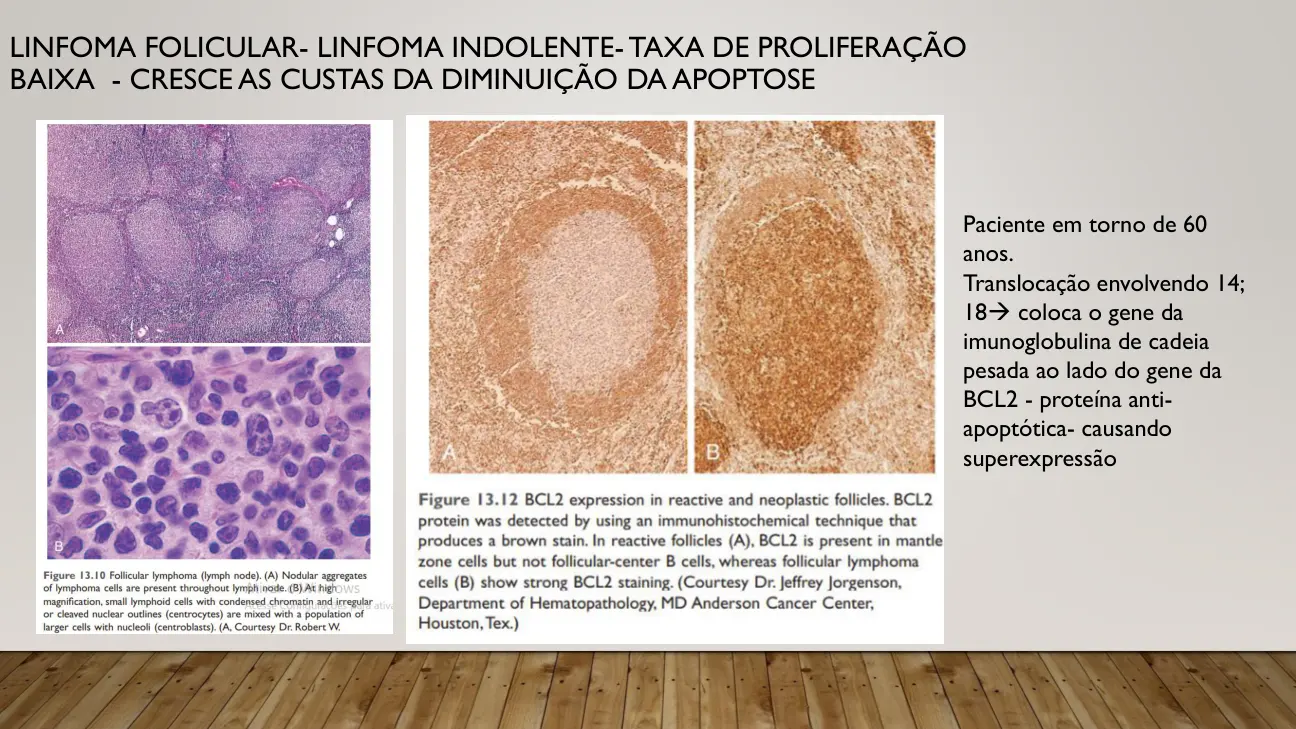 LINFOMA FOLICULAR- LINFOMA INDOLENTE- TAXA DE PROLIFERAÇÃO
BAIXA - CRESCE AS CUSTAS DA DIMINUIÇÃO DA APOPTOSE
A
B
Figure 13.10 Follicular lymphoma (lymph node). (A) Nodular aggregates
of lymphoma cells are present throughout lymph node. (B) At high
magnification, small lymphoid cells with condensed chromatin and irregular
or cleaved nuclear outlines (centrocytes) are mixed with a population of
larger cells with nucleoli (centroblasts). (A, Courtesy Dr. Robert W.
A
B
Figure 13.12 BCL2 expression in reactive and neoplastic follicles. BCL2
protein was detected by using an immunohistochemical technique that
produces a brown stain. In reactive follicles (A), BCL2 is present in mantle
zone cells but not follicular-center B cells, whereas follicular lymphoma
cells (B) show strong BCL2 staining. (Courtesy Dr. Jeffrey Jorgenson,
Department of Hematopathology, MD Anderson Cancer Center,
Houston, Tex.)
Paciente em torno de 60
anos.
Translocação envolvendo 14;
18→ coloca o gene da
imunoglobulina de cadeia
pesada ao lado do gene da
BCL2 - proteína anti-
apoptótica- causando
superexpressão